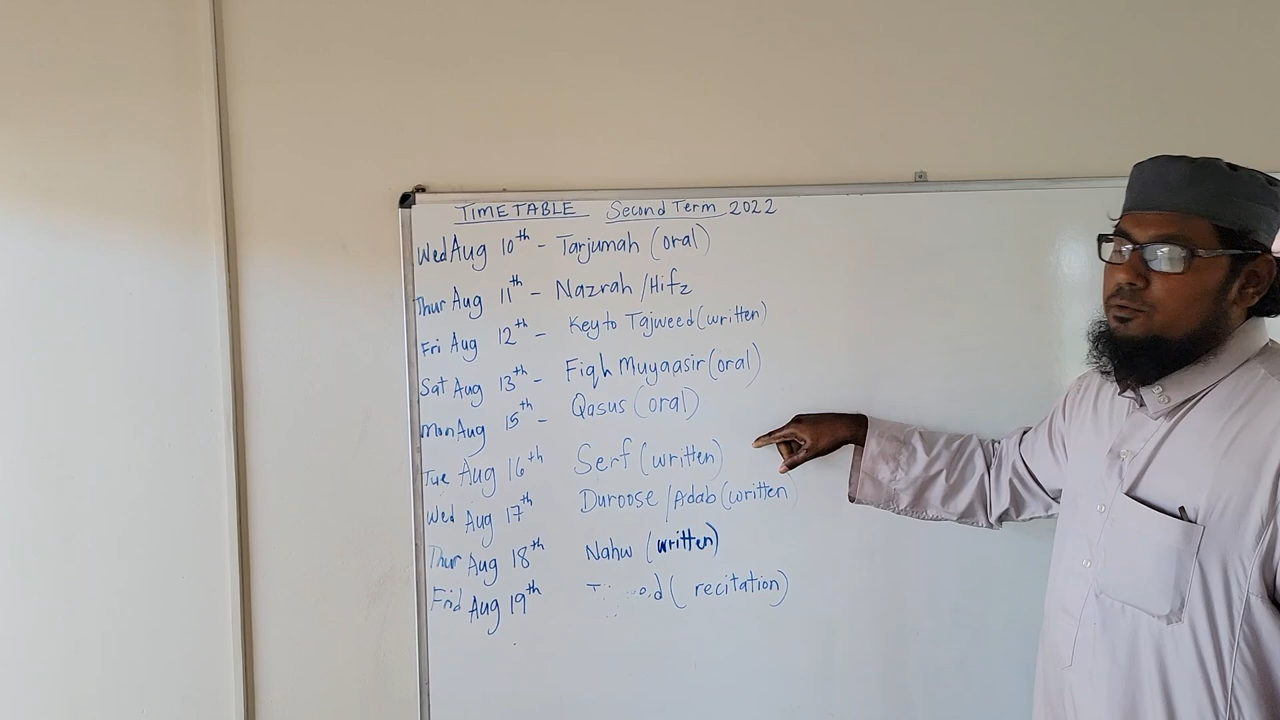 TIMETABLE Second Term 2022
Wed Aug 10th - Tarjumah (oral)
Thur Aug 11th - Nazrah /Hifz
Fri Aug 12th - Key to Tajweed (written)
Sat Aug 13th - Fiqh Muyaasir (oral)
Mon Aug 15th - Qasus (oral)
Tue Aug 16th Serf (written)
Wed Aug 17th Duroose /Adab (written)
Thur Aug 18th Nahw (written)
Frid Aug 19th (recitation)